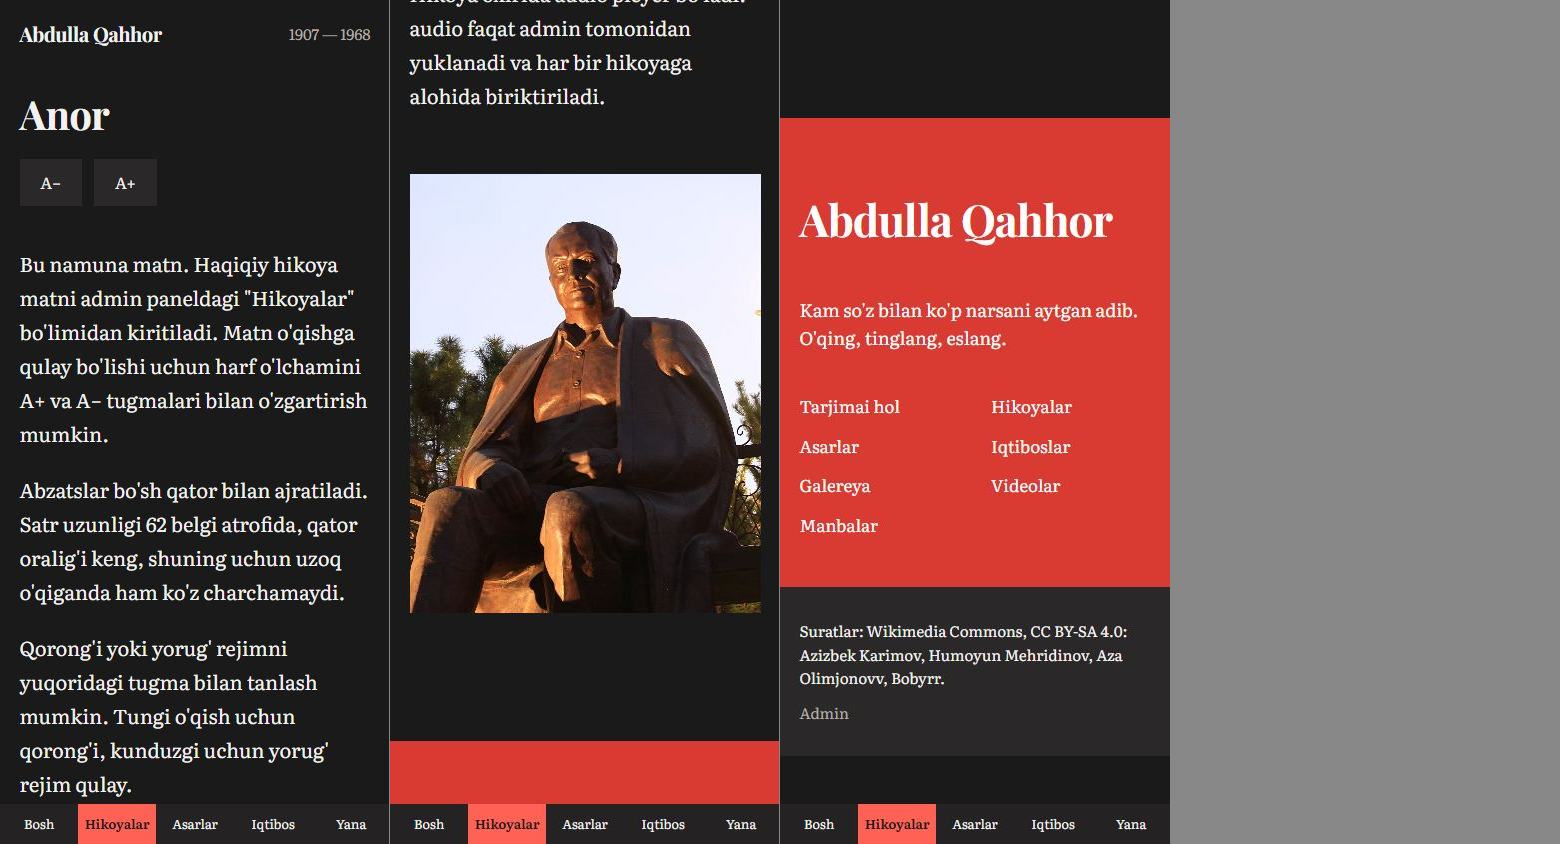 Abdulla Qahhor
1907 — 1968
Anor
A−
A+
Bu namuna matn. Haqiqiy hikoya
matni admin paneldagi "Hikoyalar"
bo'limidan kiritiladi. Matn o'qishga
qulay bo'lishi uchun harf o'lchamini
A+ va A− tugmalari bilan o'zgartirish
mumkin.
Abzatslar bo'sh qator bilan ajratiladi.
Satr uzunligi 62 belgi atrofida, qator
oralig'i keng, shuning uchun uzoq
o'qiganda ham ko'z charchamaydi.
Qorong'i yoki yorug' rejimni
yuqoridagi tugma bilan tanlash
mumkin. Tungi o'qish uchun
qorong'i, kunduzgi uchun yorug'
rejim qulay.
Bosh
Hikoyalar
Asarlar
Iqtibos
Yana
audio faqat admin tomonidan
yuklanadi va har bir hikoyaga
alohida biriktiriladi.
Bosh
Hikoyalar
Asarlar
Iqtibos
Yana
Abdulla Qahhor
Kam so'z bilan ko'p narsani aytgan adib.
O'qing, tinglang, eslang.
Tarjimai hol
Hikoyalar
Asarlar
Iqtiboslar
Galereya
Videolar
Manbalar
Suratlar: Wikimedia Commons, CC BY-SA 4.0:
Azizbek Karimov, Humoyun Mehridinov, Aza
Olimjonovv, Bobyrr.
Admin
Bosh
Hikoyalar
Asarlar
Iqtibos
Yana